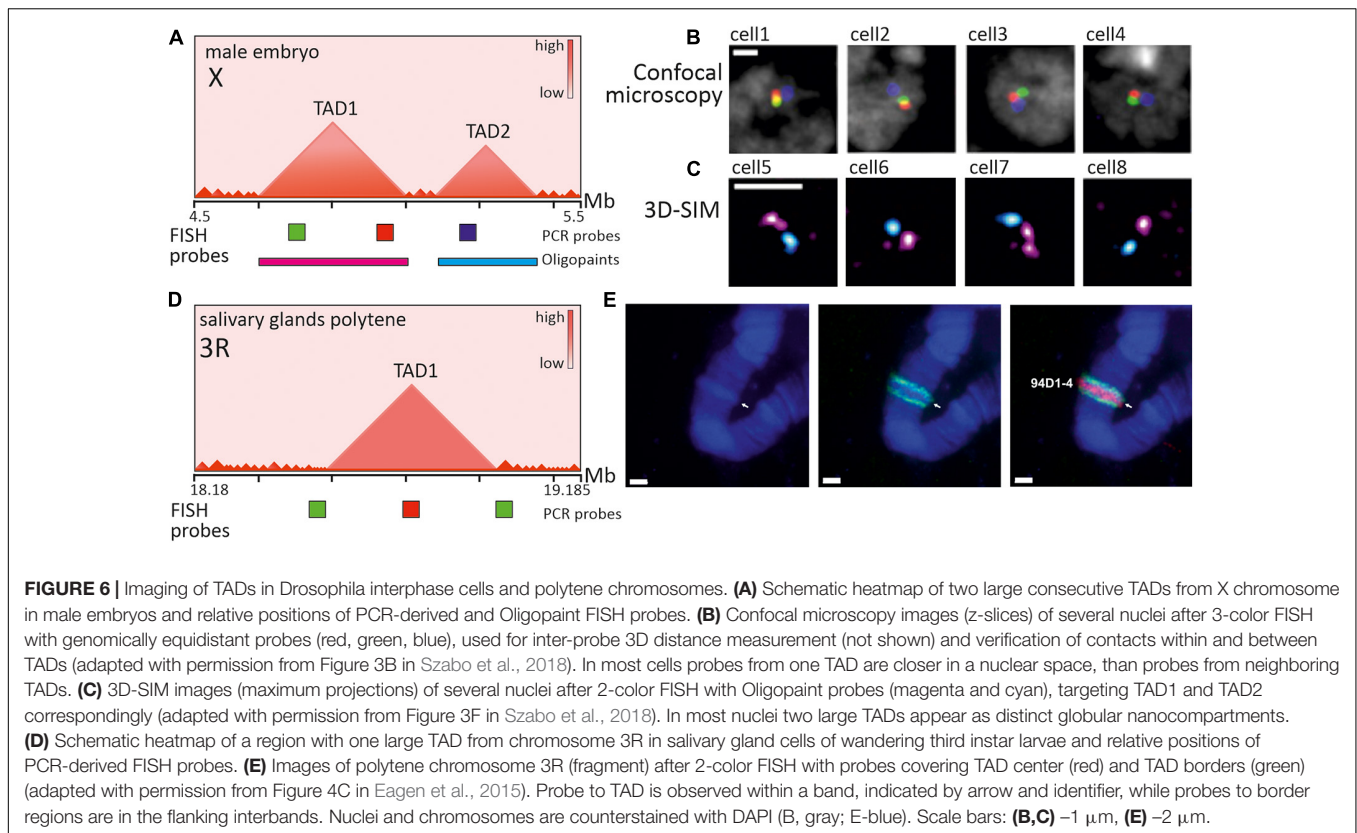 A
male embryo
X
high
low
TAD1
TAD2
Mb
4.5
5.5
FISH
probes
PCR probes
Oligopaints
B
Confocal
microscopy
cell1
cell2
cell3
cell4
C
3D-SIM
cell5
cell6
cell7
cell8
D
salivary glands polytene
3R
high
low
TAD1
Mb
18.18
19.185
FISH
probes
PCR probes
E
94D1-4
FIGURE 6 | Imaging of TADs in Drosophila interphase cells and polytene chromosomes. (A) Schematic heatmap of two large consecutive TADs from X chromosome
in male embryos and relative positions of PCR-derived and Oligopaint FISH probes. (B) Confocal microscopy images (z-slices) of several nuclei after 3-color FISH
with genomically equidistant probes (red, green, blue), used for inter-probe 3D distance measurement (not shown) and verification of contacts within and between
TADs (adapted with permission from Figure 3B in Szabo et al., 2018). In most cells probes from one TAD are closer in a nuclear space, than probes from neighboring
TADs. (C) 3D-SIM images (maximum projections) of several nuclei after 2-color FISH with Oligopaint probes (magenta and cyan), targeting TAD1 and TAD2
correspondingly (adapted with permission from Figure 3F in Szabo et al., 2018). In most nuclei two large TADs appear as distinct globular nanocompartments.
(D) Schematic heatmap of a region with one large TAD from chromosome 3R in salivary gland cells of wandering third instar larvae and relative positions of
PCR-derived FISH probes. (E) Images of polytene chromosome 3R (fragment) after 2-color FISH with probes covering TAD center (red) and TAD borders (green)
(adapted with permission from Figure 4C in Eagen et al., 2015). Probe to TAD is observed within a band, indicated by arrow and identifier, while probes to border
regions are in the flanking interbands. Nuclei and chromosomes are counterstained with DAPI (B, gray; E-blue). Scale bars: (B,C) –1 μm, (E) –2 μm.